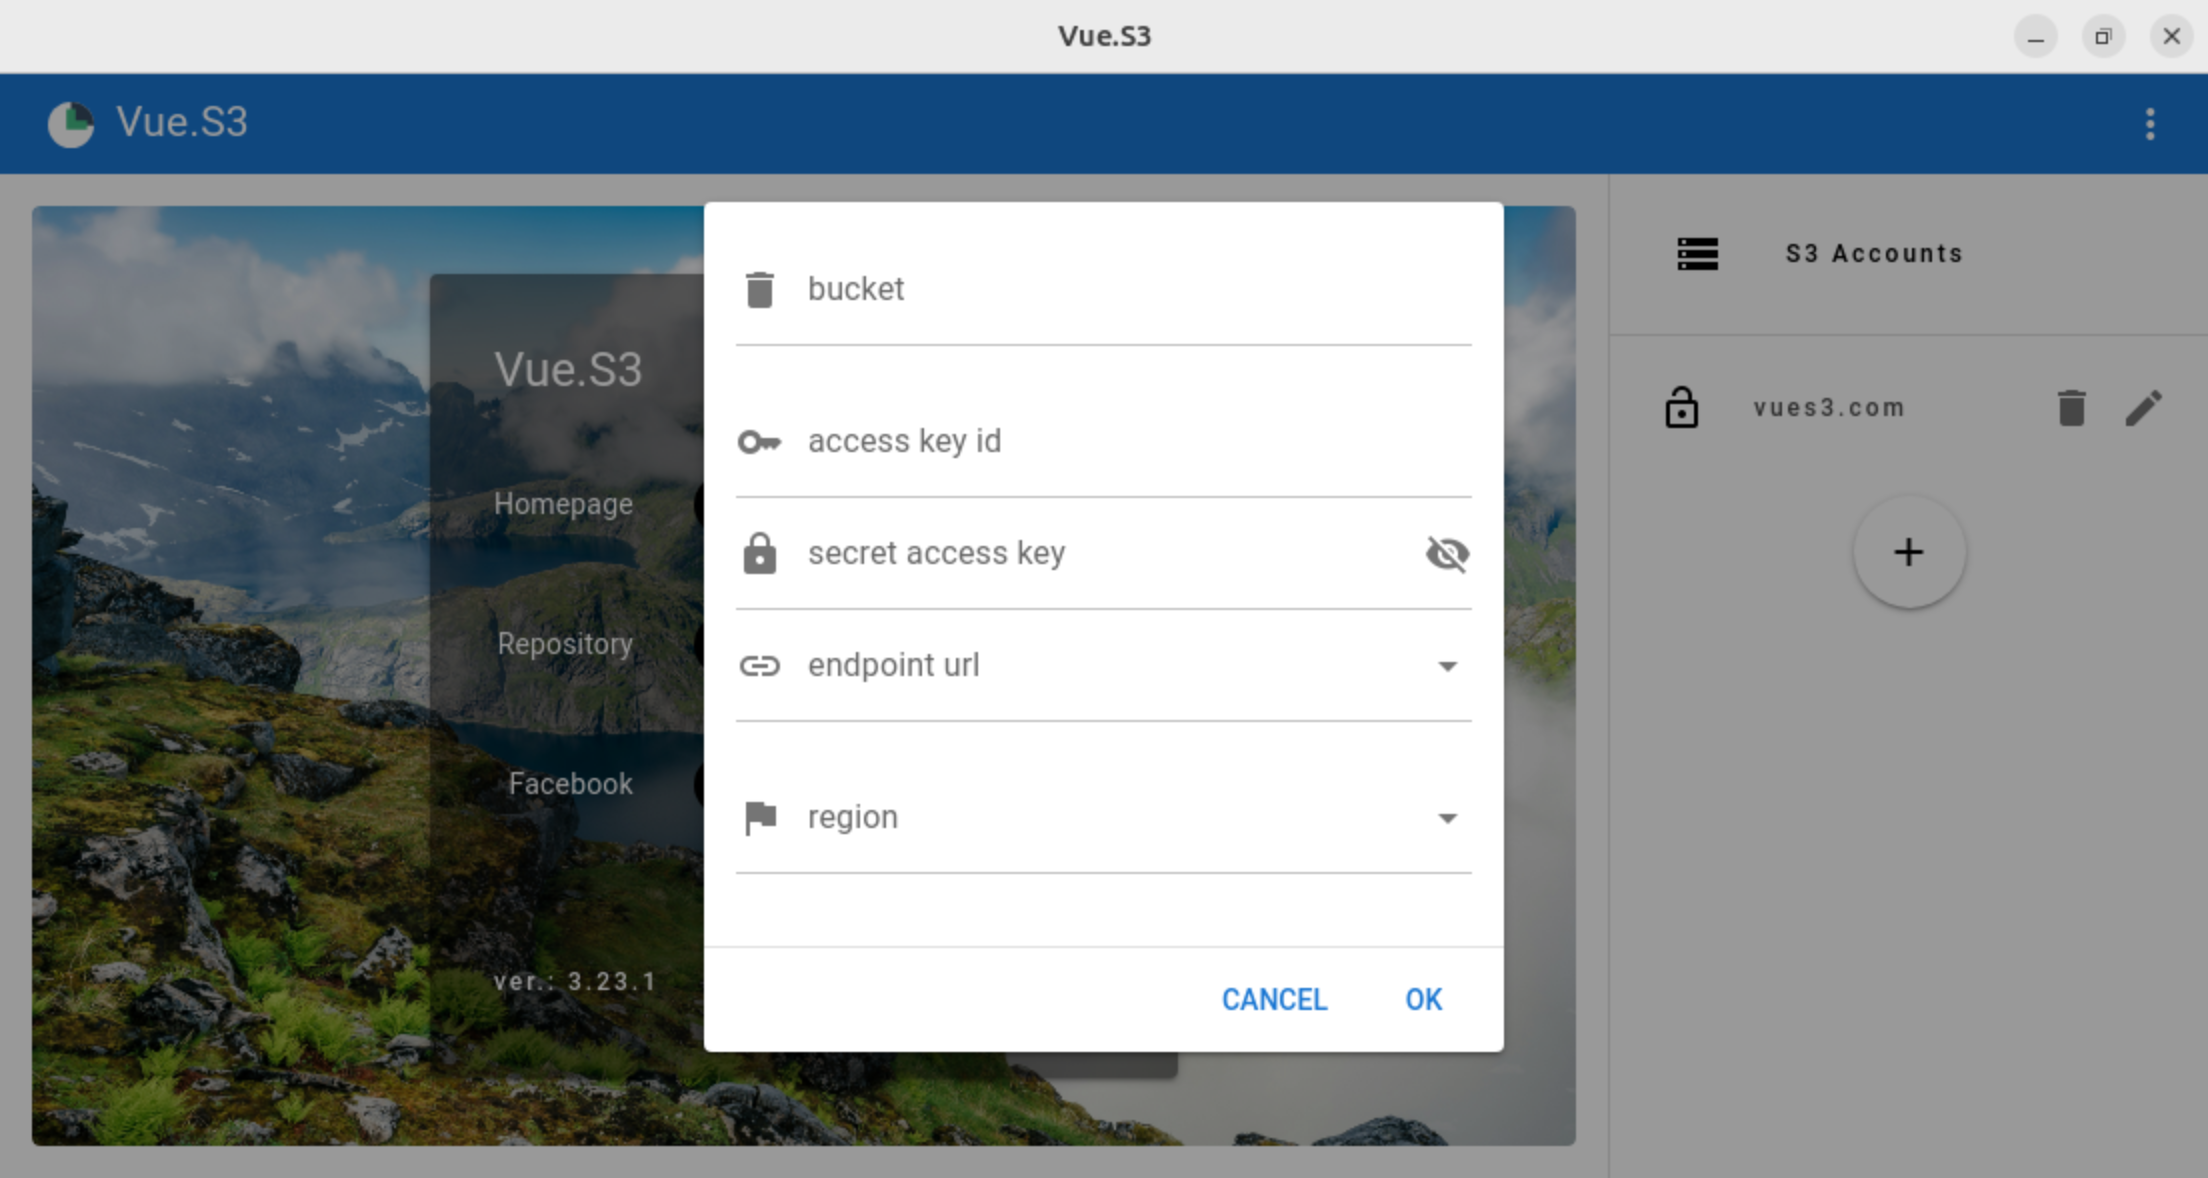 Vue.S3
Vue.S3
Vue.S3
Homepage
Repository
Facebook
ver.: 3.23.1
bucket
access key id
secret access key
endpoint url
region
CANCEL
OK
S3 Accounts
vues3.com